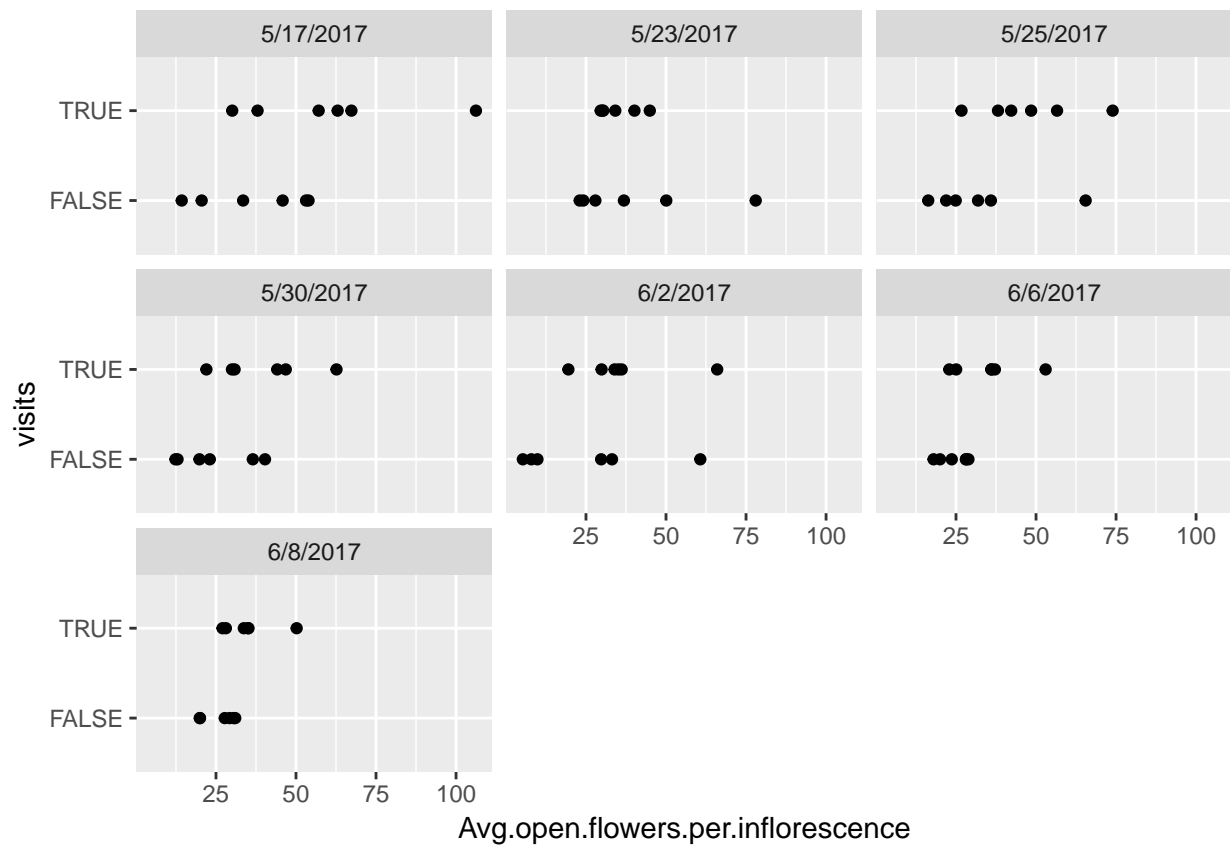 5/17/2017 5/23/2017 5/25/2017
TRUE
FALSE
5/30/2017 6/2/2017 6/6/2017
TRUE
FALSE
25 50 75 100 25 50 75 100
6/8/2017
TRUE
FALSE
25 50 75 100
visits
Avg.open.flowers.per.inflorescence